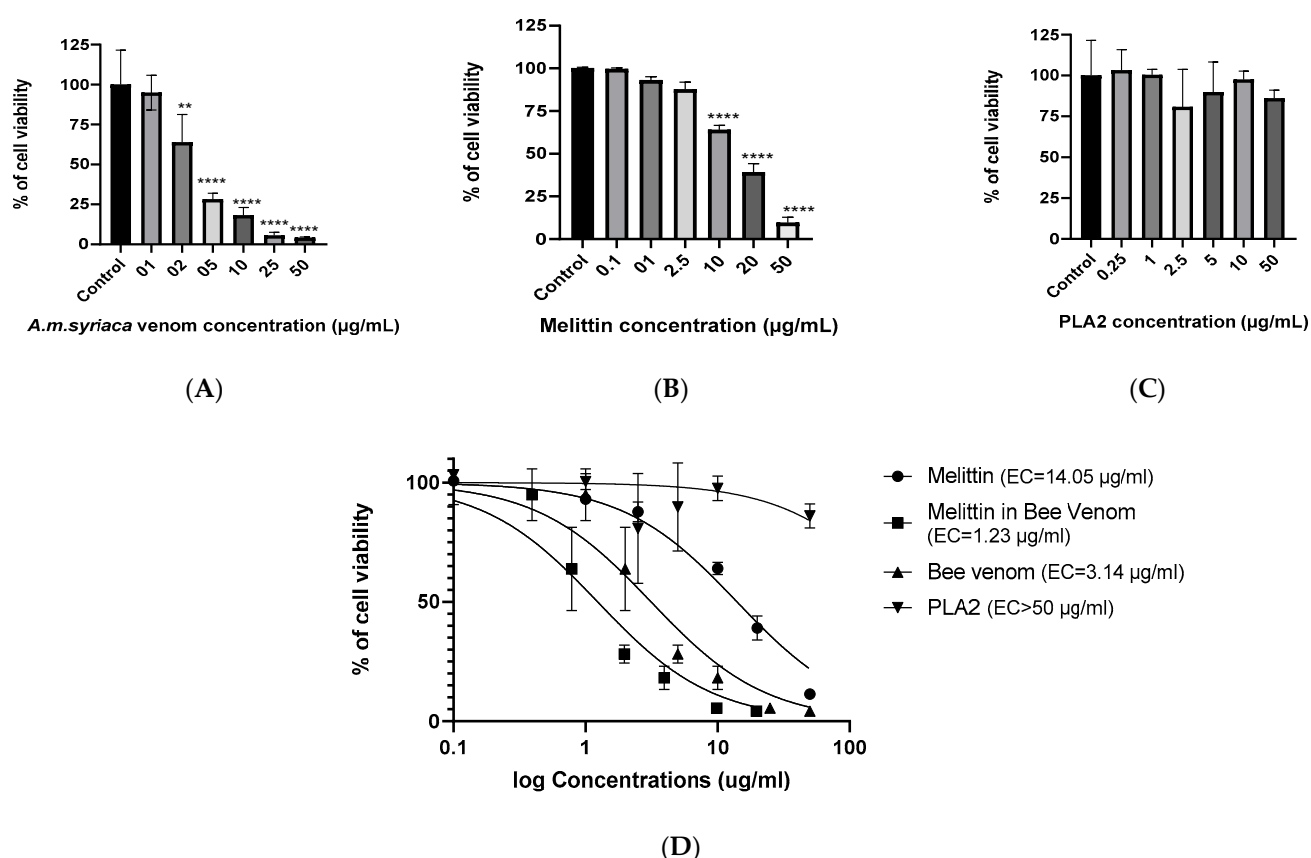 125
100
75
50
25
0
% of cell viability
**
****
****
****
****
Control
01
02
05
10
25
50
A.m.syriaca venom concentration (µg/mL)
(A)
125
100
75
50
25
0
% of cell viability
****
****
****
Control
0.1
01
2.5
10
20
50
Melittin concentration (µg/mL)
(B)
125
100
75
50
25
0
% of cell viability
Control
0.25
1
2.5
5
10
50
PLA2 concentration (µg/mL)
(C)
100
50
0
% of cell viability
0.1
1
10
100
log Concentrations (ug/ml)
Melittin (EC=14.05 µg/ml)
Melittin in Bee Venom
(EC=1.23 µg/ml)
Bee venom (EC=3.14 µg/ml)
PLA2 (EC>50 µg/ml)
(D)